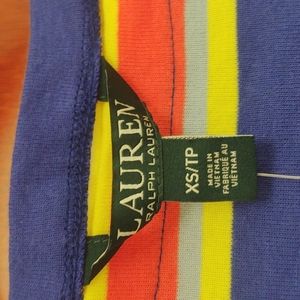 LAUREN
RALPH LAUREN
XS/TP
MADE IN
VIETNAM
FABRIQUÉ AU
VIETNAM